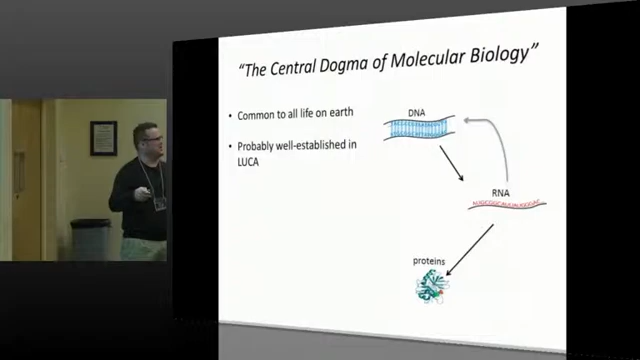 "The Central Dogma of Molecular Biology"
• Common to all life on earth
• Probably well-established in
LUCA
DNA
RNA
proteins